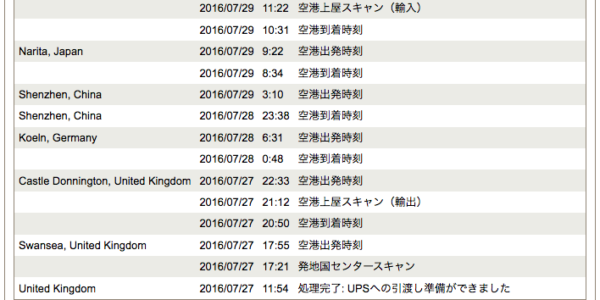 2016/07/29 11:22 空港上屋スキャン（輸入）
2016/07/29 10:31 空港到着時刻
Narita, Japan 2016/07/29 9:22 空港出発時刻
2016/07/29 8:34 空港到着時刻
Shenzhen, China 2016/07/29 3:10 空港出発時刻
Shenzhen, China 2016/07/28 23:38 空港到着時刻
Koeln, Germany 2016/07/28 6:31 空港出発時刻
2016/07/28 0:48 空港到着時刻
Castle Donnington, United Kingdom 2016/07/27 22:33 空港出発時刻
2016/07/27 21:12 空港上屋スキャン（輸出）
2016/07/27 20:50 空港到着時刻
Swansea, United Kingdom 2016/07/27 17:55 空港出発時刻
2016/07/27 17:21 発地国センタースキャン
United Kingdom 2016/07/27 11:54 処理完了: UPSへの引渡し準備ができました